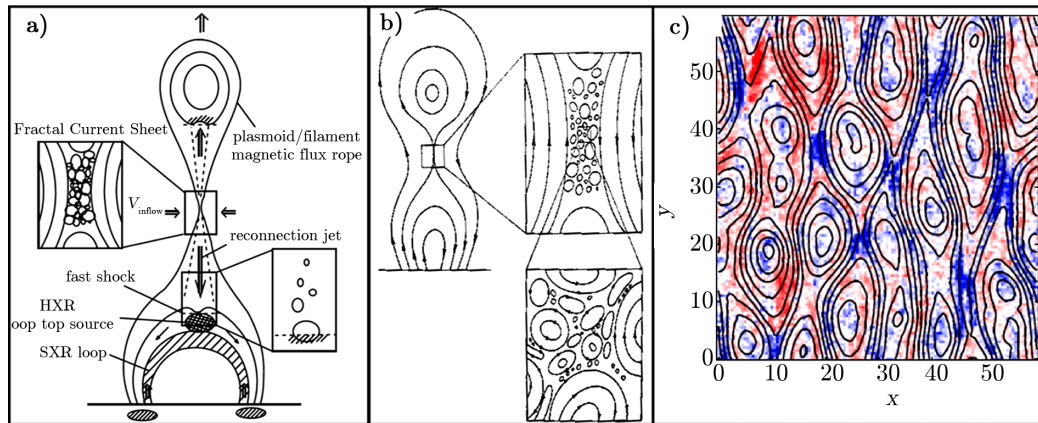 a)
Fractal Current Sheet
plasmoid/filament
magnetic flux rope
V_inflow
reconnection jet
fast shock
HXR
oop top source
SXR loop
b)
c)
50
40
30
20
10
0
y
0 10 20 30 40 50
x